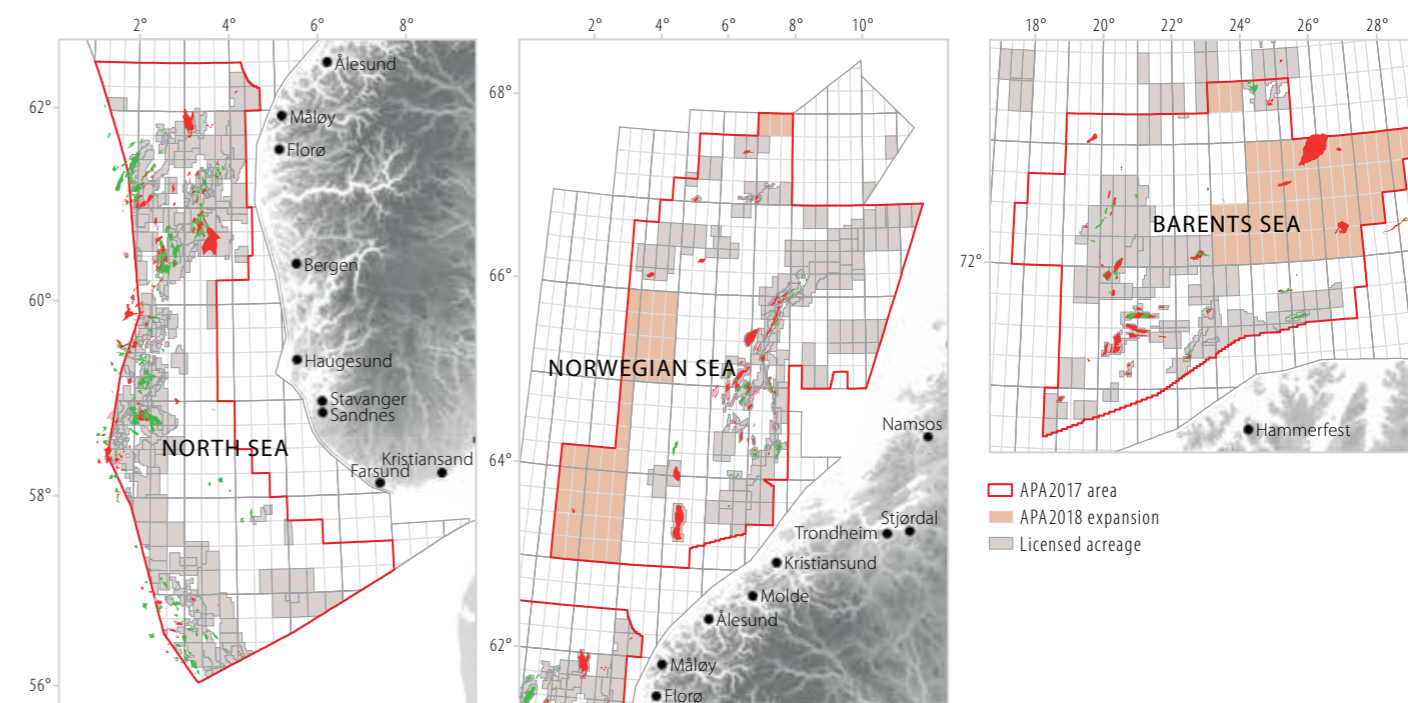 2° 4° 6° 8°
62°
60°
58°
56°
Ålesund
Måløy
Florø
Bergen
Haugesund
Stavanger
Sandnes
NORTH SEA
Kristiansand
Farsund
2° 4° 6° 8° 10°
68°
66°
64°
62°
NORWEGIAN SEA
Namsos
Stjørdal
Trondheim
Kristiansund
Molde
Ålesund
Måløy
Florø
18° 20° 22° 24° 26° 28°
72°
BARENTS SEA
Hammerfest
APA2017 area
APA2018 expansion
Licensed acreage